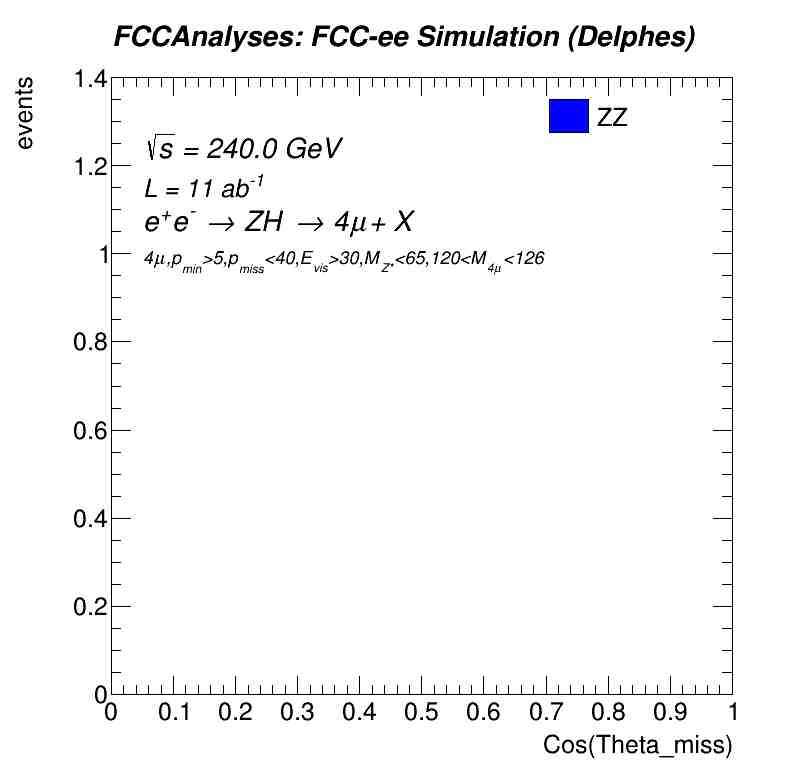 FCCAnalyses: FCC-ee Simulation (Delphes)
events
1.4
1.2
1
0.8
0.6
0.4
0.2
0
ZZ
√s = 240.0 GeV
L = 11 ab⁻¹
e⁺e⁻ → ZH → 4μ + X
4μ,p_min>5,p_miss<40,E_vis>30,M_Z*<65,120<M_4μ<126
0 0.1 0.2 0.3 0.4 0.5 0.6 0.7 0.8 0.9 1
Cos(Theta_miss)